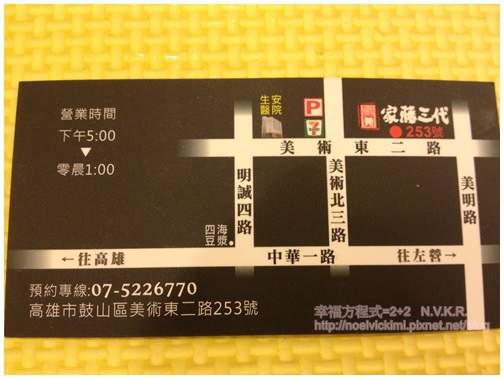 營業時間
下午5:00
▼
零晨1:00
安
生院
醫
P
7
家藤三代
253號
美術東二路
明誠四路
美術北三路
美明路
四海
豆漿
←往高雄
中華一路
往左營→
預約專線:07-5226770
高雄市鼓山區美術東二路253號
幸福方程式=2+2 N.V.K.R.
http://noelvickimi.pixnet.net/blog